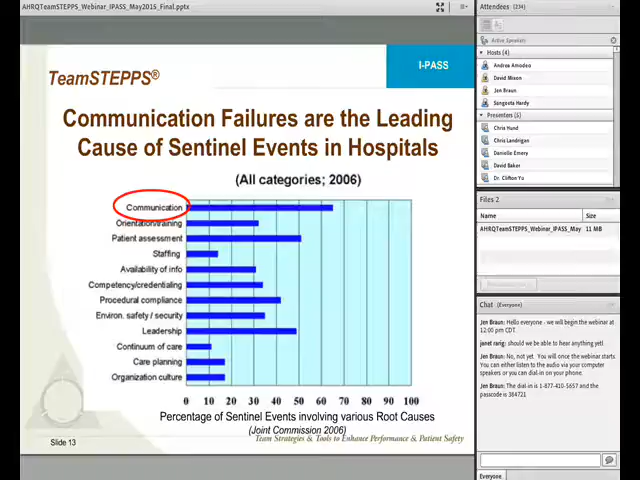 AHRQTeamSTEPPS_Webinar_IPASS_May2015_Final.pptx
I-PASS
TeamSTEPPS®
Communication Failures are the Leading
Cause of Sentinel Events in Hospitals
(All categories; 2006)
Communication
Orientation/training
Patient assessment
Staffing
Availability of info
Competency/credentialing
Procedural compliance
Environ. safety / security
Leadership
Continuum of care
Care planning
Organization culture
0 10 20 30 40 50 60 70 80 90 100
Percentage of Sentinel Events involving various Root Causes
(Joint Commission 2006)
Slide 13
Team Strategies & Tools to Enhance Performance & Patient Safety
Attendees (234)
Active Speakers
Hosts (4)
Andrea Amodeo
David Mixon
Jen Braun
Sangeeta Hardy
Presenters (6)
Chris Hund
Chris Landrigan
Danielle Emery
David Baker
Dr. Clifton Yu
Files 2
Name Size
AHRQTeamSTEPPS_Webinar_IPASS_May 11 MB
Chat (Everyone)
Jen Braun: Hello everyone - we will begin the webinar at
12:00 pm CDT.
janet rarig: should we be able to hear anything yet?
Jen Braun: No, not yet. You will once the webinar starts.
You can either listen to the audio via your computer
speakers or you can dial-in on your phone.
Jen Braun: The dial-in is 1-877-410-5657 and the
passcode is 364721
Everyone